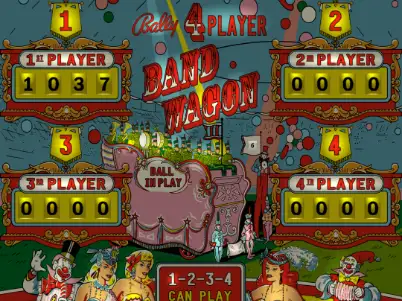 1
Bally 4 PLAYER
2
1ST PLAYER
1037
BAND
WAGON
2ND PLAYER
0000
3
4
BALL
IN PLAY
6
3RD PLAYER
0000
4TH PLAYER
0000
1-2-3-4
CAN PLAY